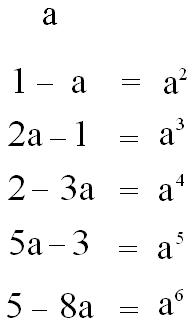 a
1 – a = a²
2a – 1 = a³
2 – 3a = a⁴
5a – 3 = a⁵
5 – 8a = a⁶